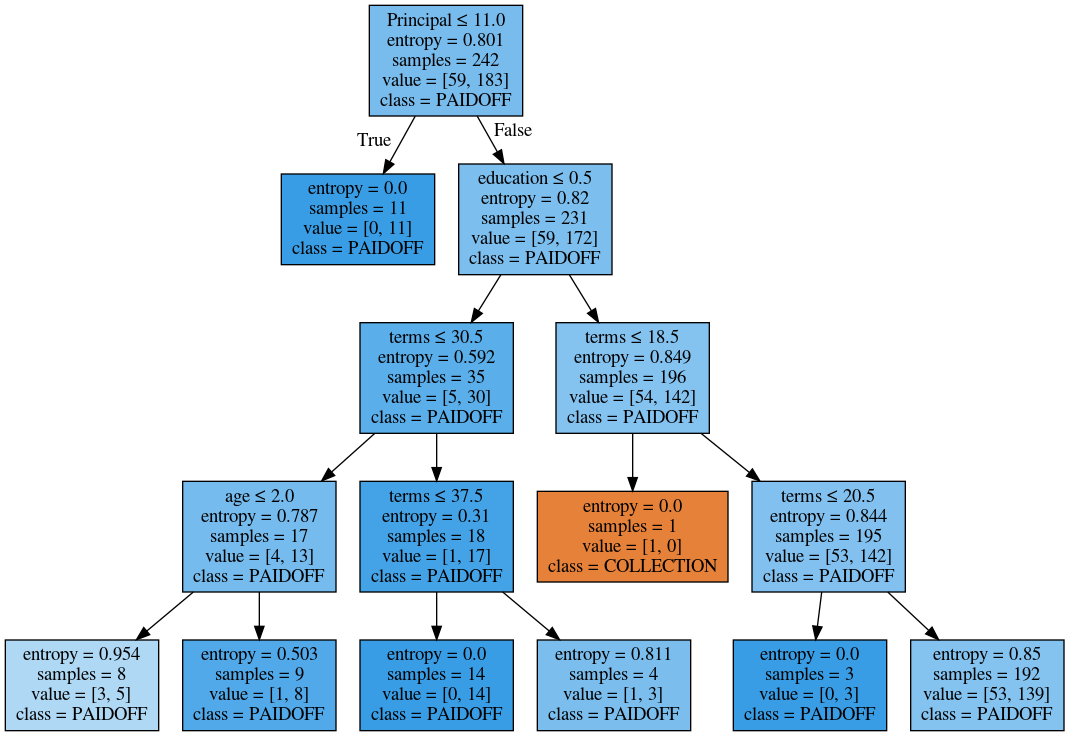 Principal ≤ 11.0
entropy = 0.801
samples = 242
value = [59, 183]
class = PAIDOFF
True
False
entropy = 0.0
samples = 11
value = [0, 11]
class = PAIDOFF
education ≤ 0.5
entropy = 0.82
samples = 231
value = [59, 172]
class = PAIDOFF
terms ≤ 30.5
entropy = 0.592
samples = 35
value = [5, 30]
class = PAIDOFF
terms ≤ 18.5
entropy = 0.849
samples = 196
value = [54, 142]
class = PAIDOFF
age ≤ 2.0
entropy = 0.787
samples = 17
value = [4, 13]
class = PAIDOFF
terms ≤ 37.5
entropy = 0.31
samples = 18
value = [1, 17]
class = PAIDOFF
entropy = 0.0
samples = 1
value = [1, 0]
class = COLLECTION
terms ≤ 20.5
entropy = 0.844
samples = 195
value = [53, 142]
class = PAIDOFF
entropy = 0.954
samples = 8
value = [3, 5]
class = PAIDOFF
entropy = 0.503
samples = 9
value = [1, 8]
class = PAIDOFF
entropy = 0.0
samples = 14
value = [0, 14]
class = PAIDOFF
entropy = 0.811
samples = 4
value = [1, 3]
class = PAIDOFF
entropy = 0.0
samples = 3
value = [0, 3]
class = PAIDOFF
entropy = 0.85
samples = 192
value = [53, 139]
class = PAIDOFF